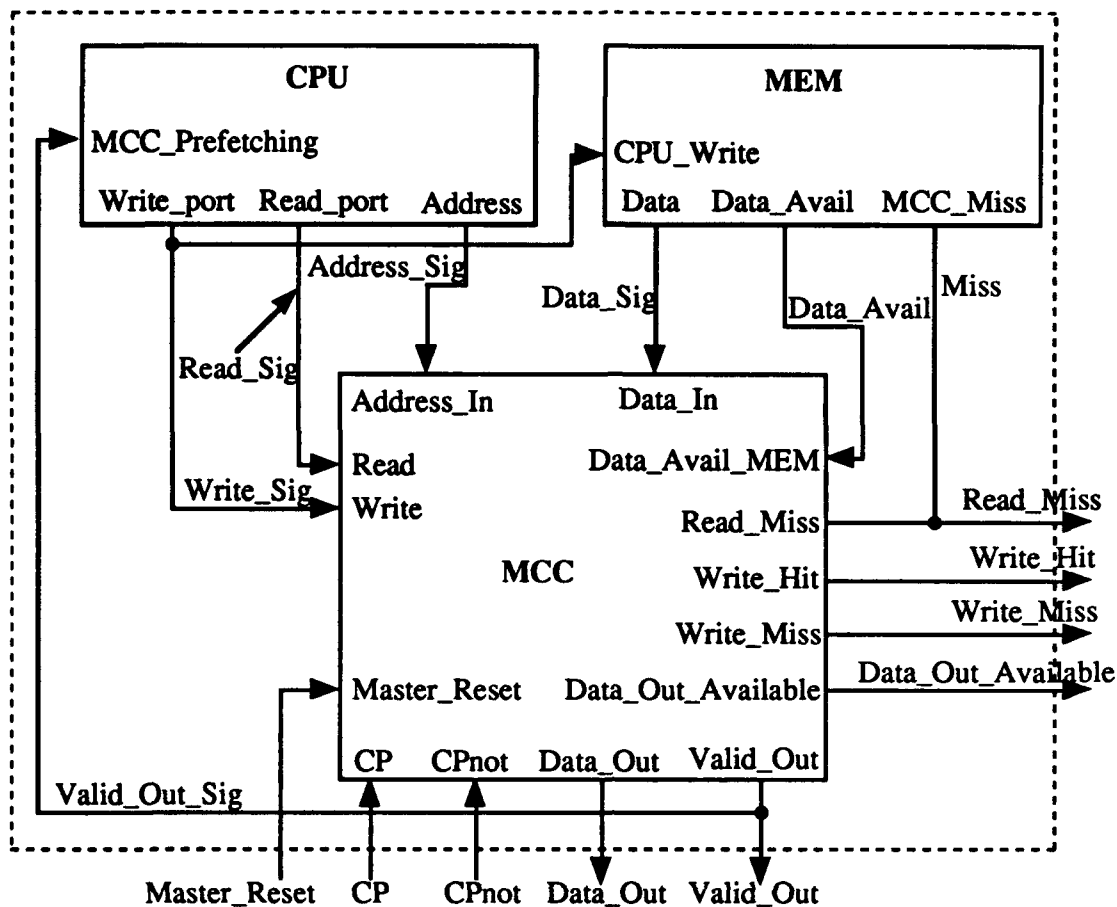 CPU
MEM
MCC_Prefetching
CPU_Write
Write_port Read_port Address
Data Data_Avail MCC_Miss
Address_Sig
Data_Sig
Data_Avail
Miss
Read_Sig
Address_In
Data_In
Read
Data_Avail_MEM
Write_Sig
Write
Read_Miss
Read_Miss
MCC
Write_Hit
Write_Hit
Write_Miss
Write_Miss
Master_Reset
Data_Out_Available
Data_Out_Available
CP CPnot Data_Out Valid_Out
Valid_Out_Sig
Master_Reset CP CPnot Data_Out Valid_Out